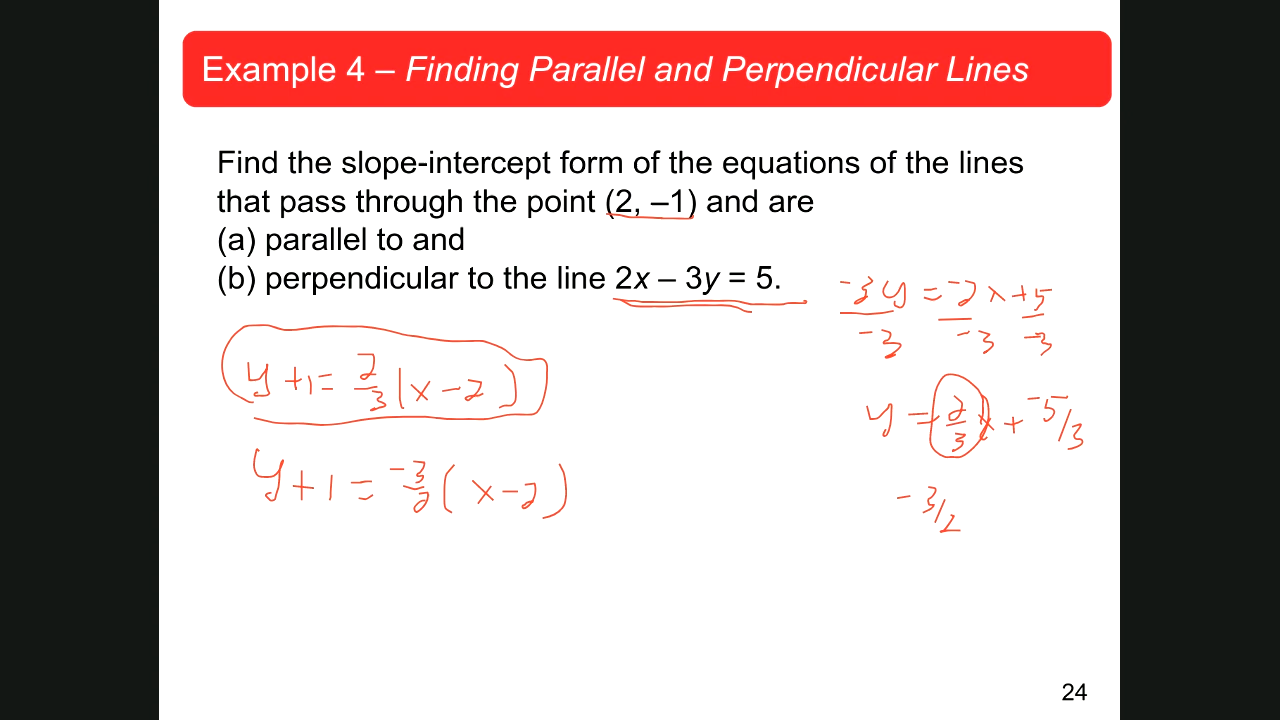 Example 4 – Finding Parallel and Perpendicular Lines
Find the slope-intercept form of the equations of the lines
that pass through the point (2, –1) and are
(a) parallel to and
(b) perpendicular to the line 2x – 3y = 5.
-3y = -2x + 5
-3 -3 -3
y = 2/3 x + -5/3
-3/2
y + 1 = 2/3 (x - 2)
y + 1 = -3/2 (x - 2)
24